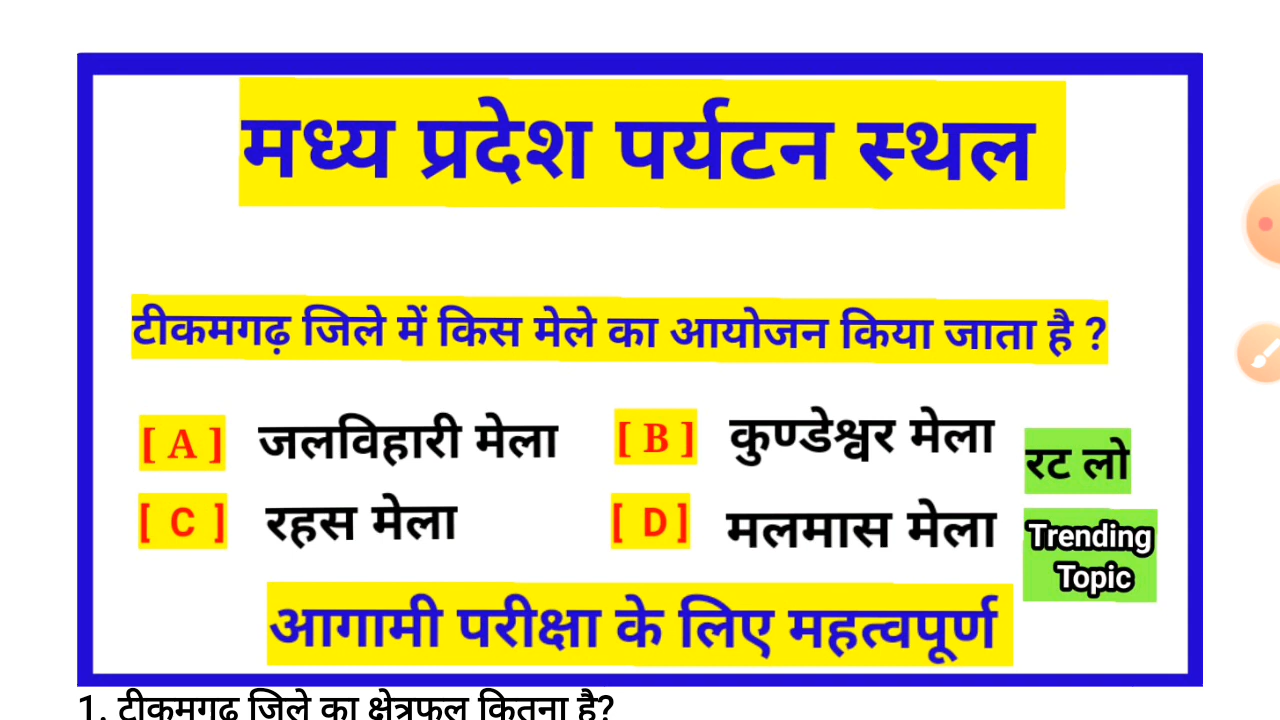 मध्य प्रदेश पर्यटन स्थल
टीकमगढ़ जिले में किस मेले का आयोजन किया जाता है ?
[ A ] जलविहारी मेला [ B ] कुण्डेश्वर मेला
[ C ] रहस मेला [ D ] मलमास मेला
रट लो
Trending
Topic
आगामी परीक्षा के लिए महत्वपूर्ण
1. टीकमगढ़ जिले का क्षेत्रफल कितना है?